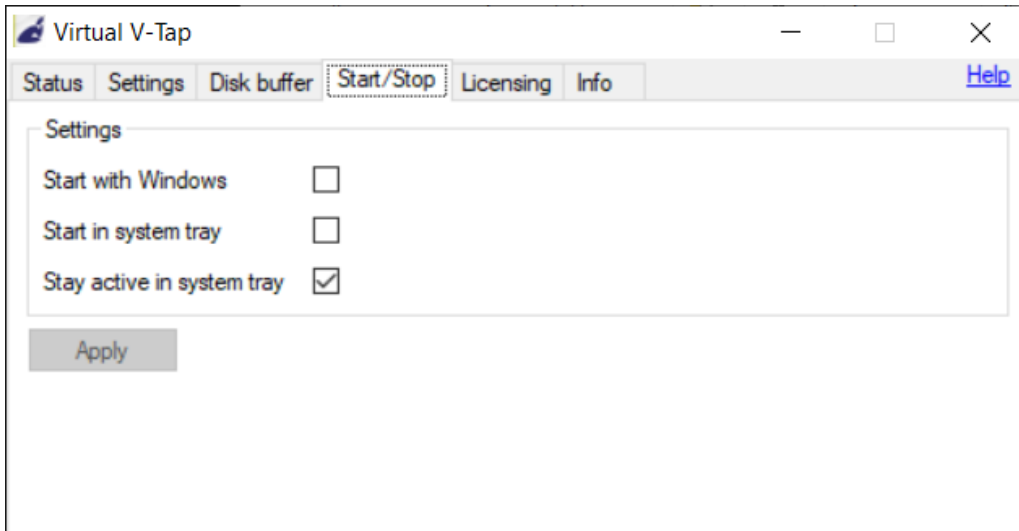 Virtual V-Tap
Status Settings Disk buffer Start/Stop Licensing Info Help
Settings
Start with Windows
Start in system tray
Stay active in system tray
Apply